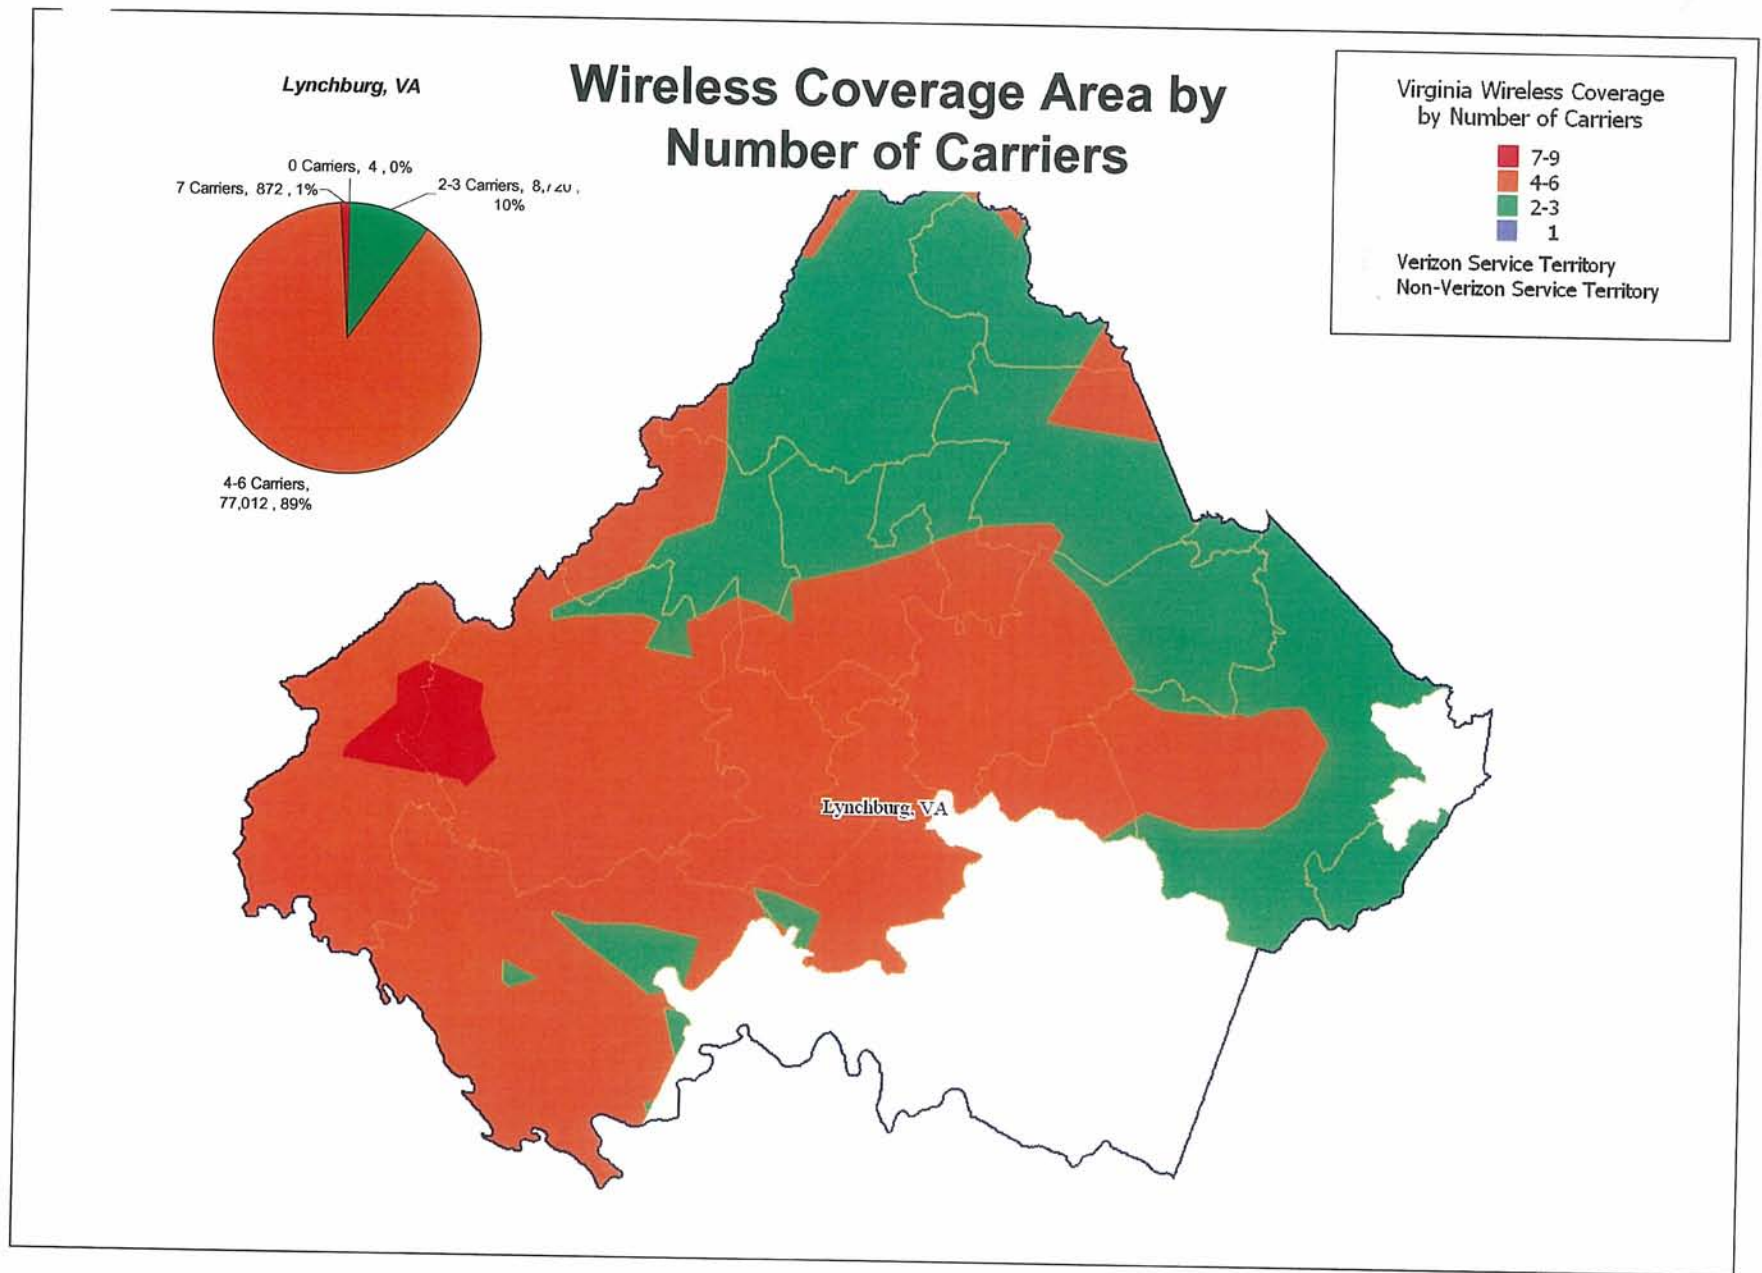 Lynchburg, VA
Wireless Coverage Area by
Number of Carriers
0 Carriers, 4 , 0%
7 Carriers, 872 , 1%
2-3 Carriers,
10%
4-6 Carriers,
77,012 , 89%
Virginia Wireless Coverage
by Number of Carriers
7-9
4-6
2-3
1
Verizon Service Territory
Non-Verizon Service Territory
Lynchburg, VA